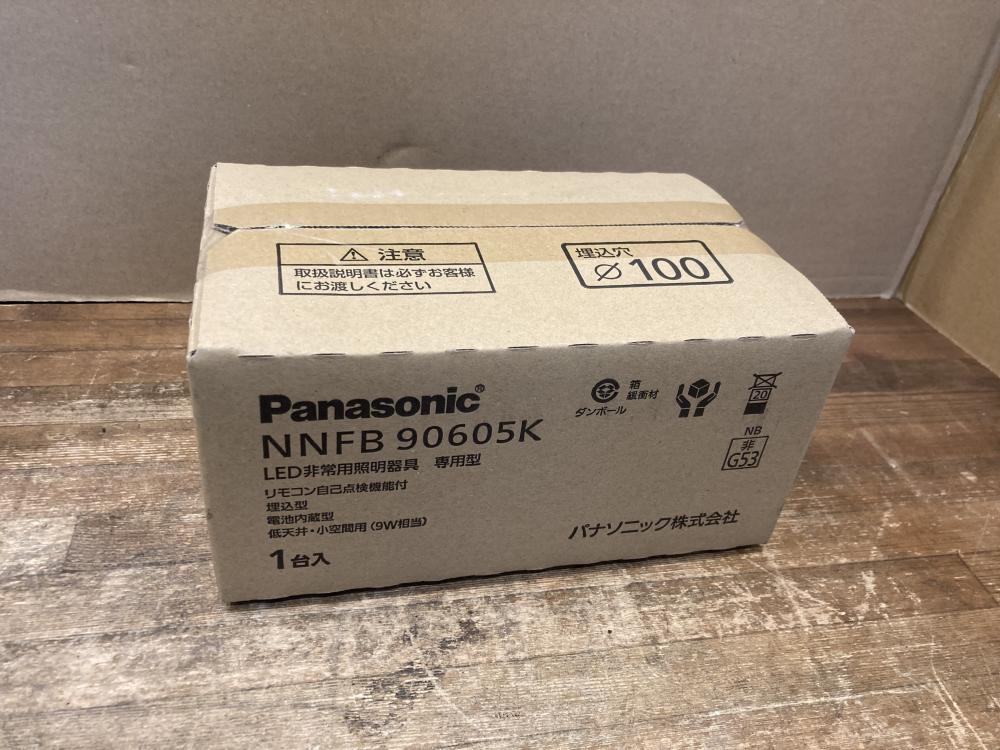 ⚠ 注意
取扱説明書は必ずお客様
にお渡しください
埋込穴
⌀100
Panasonic®
NNFB 90605K
LED非常用照明器具 専用型
リモコン自己点検機能付
埋込型
電池内蔵型
低天井・小空間用(9W相当)
1台入
ダンボール
箱
緩衝材
20
NB
非
G53
パナソニック株式会社